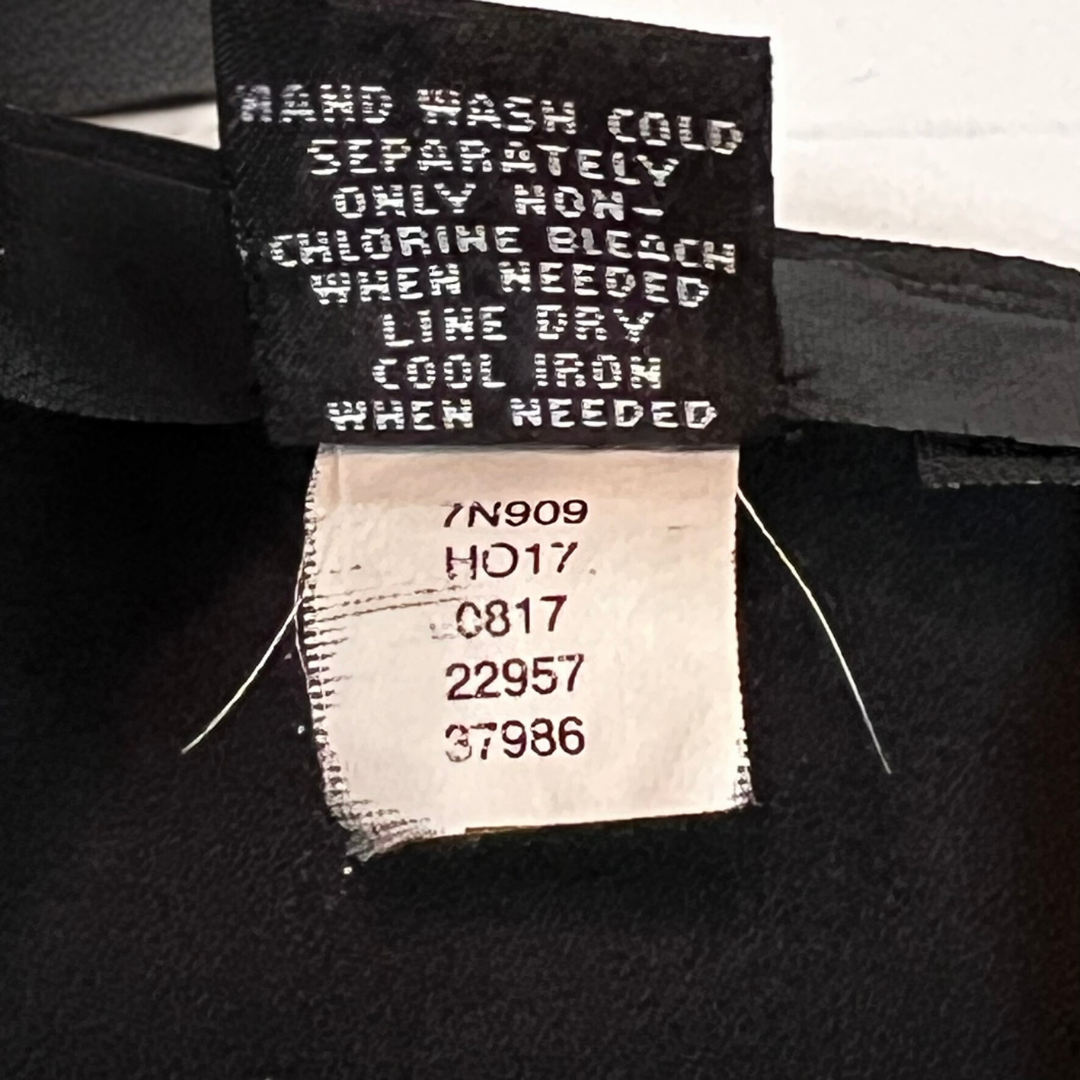 HAND WASH COLD
SEPARATELY
ONLY NON-
CHLORINE BLEACH
WHEN NEEDED
LINE DRY
COOL IRON
WHEN NEEDED
7N909
HO17
0817
22957
37986